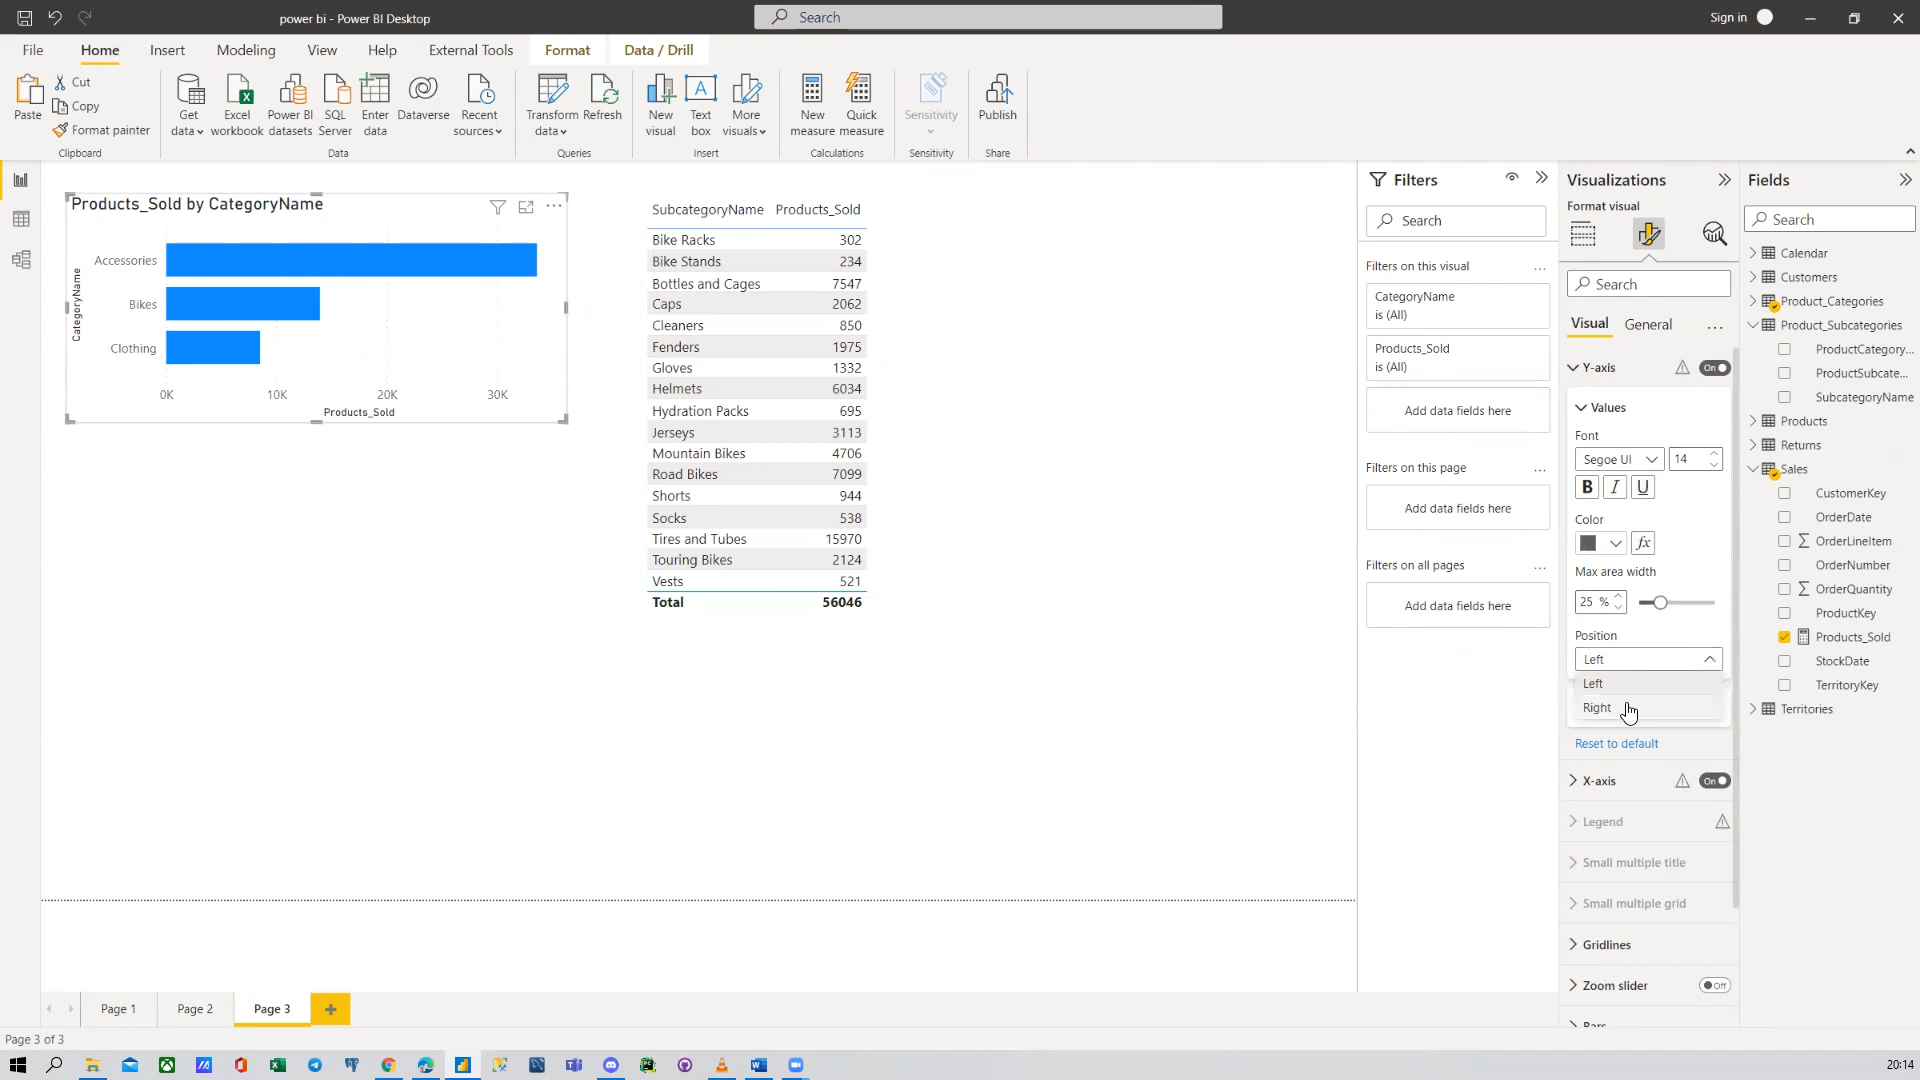 power bi - Power BI Desktop
Search
Sign in
File
Home
Insert
Modeling
View
Help
External Tools
Format
Data / Drill
Paste
Cut
Copy
Format painter
Clipboard
Get data
Excel workbook
Power BI datasets
SQL Server
Enter data
Dataverse
Recent sources
Data
Transform data
Refresh
Queries
New visual
Text box
More visuals
Insert
New measure
Quick measure
Calculations
Sensitivity
Sensitivity
Publish
Share
Products_Sold by CategoryName
CategoryName
Accessories
Bikes
Clothing
0K 10K 20K 30K
Products_Sold
SubcategoryName Products_Sold
Bike Racks 302
Bike Stands 234
Bottles and Cages 7547
Caps 2062
Cleaners 850
Fenders 1975
Gloves 1332
Helmets 6034
Hydration Packs 695
Jerseys 3113
Mountain Bikes 4706
Road Bikes 7099
Shorts 944
Socks 538
Tires and Tubes 15970
Touring Bikes 2124
Vests 521
Total 56046
Filters
Search
Filters on this visual ...
CategoryName
is (All)
Products_Sold
is (All)
Add data fields here
Filters on this page ...
Add data fields here
Filters on all pages ...
Add data fields here
Visualizations
Format visual
Search
Visual General ...
Y-axis On
Values
Font
Segoe UI 14
B I U
Color
fx
Max area width
25 %
Position
Left
Left
Right
Reset to default
X-axis On
Legend
Small multiple title
Small multiple grid
Gridlines
Zoom slider Off
Bars
Fields
Search
Calendar
Customers
Product_Categories
Product_Subcategories
ProductCategory...
ProductSubcate...
SubcategoryName
Products
Returns
Sales
CustomerKey
OrderDate
OrderLineItem
OrderNumber
OrderQuantity
ProductKey
Products_Sold
StockDate
TerritoryKey
Territories
Page 1
Page 2
Page 3
Page 3 of 3
20:14